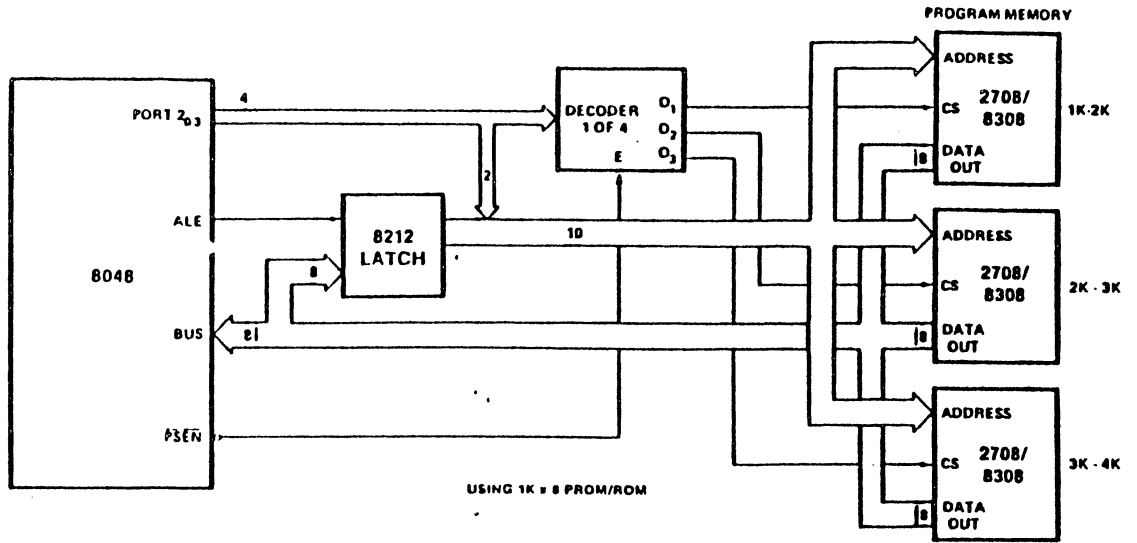 PROGRAM MEMORY
8048
PORT 2 0-3
4
ALE
BUS
PSEN
8212
LATCH
8
8
2
10
DECODER
1 OF 4
E
O1
O2
O3
ADDRESS
CS
2708/
8308
DATA
OUT
8
1K-2K
ADDRESS
CS
2708/
8308
DATA
OUT
8
2K - 3K
ADDRESS
CS
2708/
8308
DATA
OUT
8
3K - 4K
USING 1K x 8 PROM/ROM